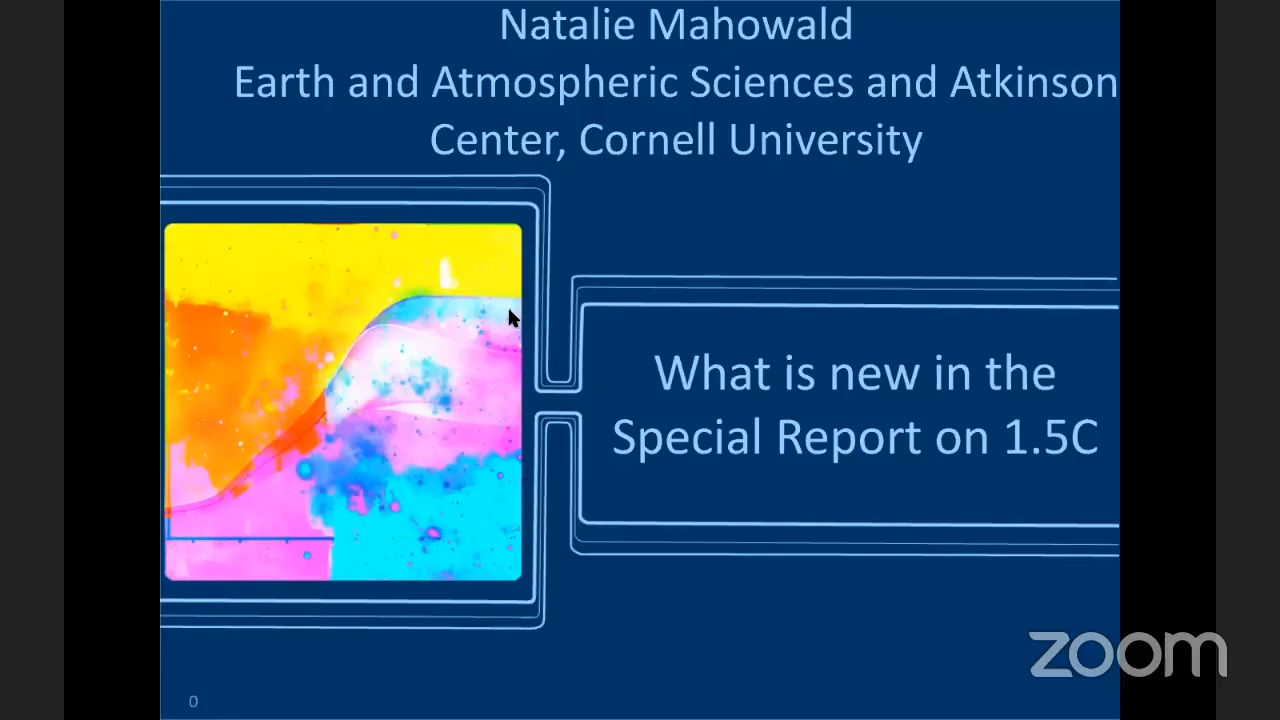 Natalie Mahowald
Earth and Atmospheric Sciences and Atkinson
Center, Cornell University
What is new in the
Special Report on 1.5C
zoom
0